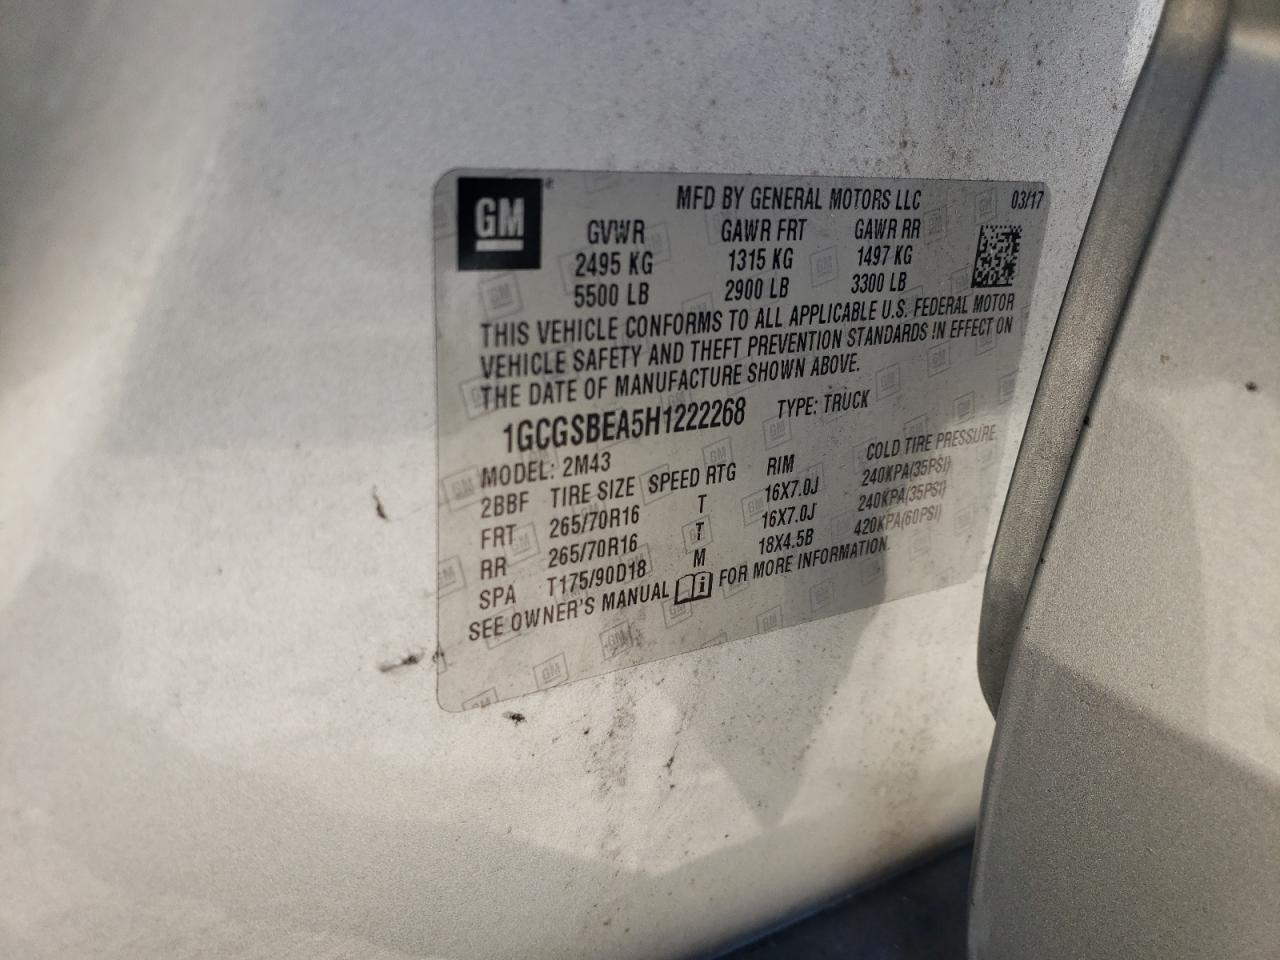 GM MFD BY GENERAL MOTORS LLC 03/17
GVWR GAWR FRT GAWR RR
2495 KG 1315 KG 1497 KG
5500 LB 2900 LB 3300 LB
THIS VEHICLE CONFORMS TO ALL APPLICABLE U.S. FEDERAL MOTOR
VEHICLE SAFETY AND THEFT PREVENTION STANDARDS IN EFFECT ON
THE DATE OF MANUFACTURE SHOWN ABOVE.
1GCGSBEA5H1222268 TYPE: TRUCK
MODEL: 2M43
2BBF TIRE SIZE SPEED RTG RIM COLD TIRE PRESSURE
FRT 265/70R16 T 16X7.0J 240KPA(35PSI)
RR 265/70R16 T 16X7.0J 240KPA(35PSI)
SPA T175/90D18 M 18X4.5B 420KPA(60PSI)
SEE OWNER'S MANUAL FOR MORE INFORMATION.